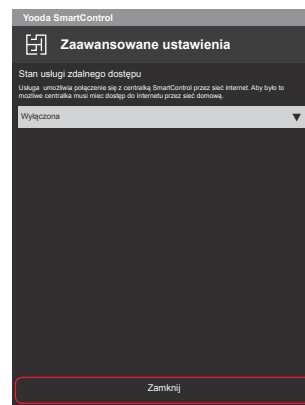 Yooda SmartControl
Zaawansowane ustawienia
Stan usługi zdalnego dostępu
Usługa umożliwia połączenie się z centralką SmartControl przez sieć internet. Aby było to
możliwe centralka musi miec dostęp do Internetu przez sieć domową.
Wyłączona
Zamknij